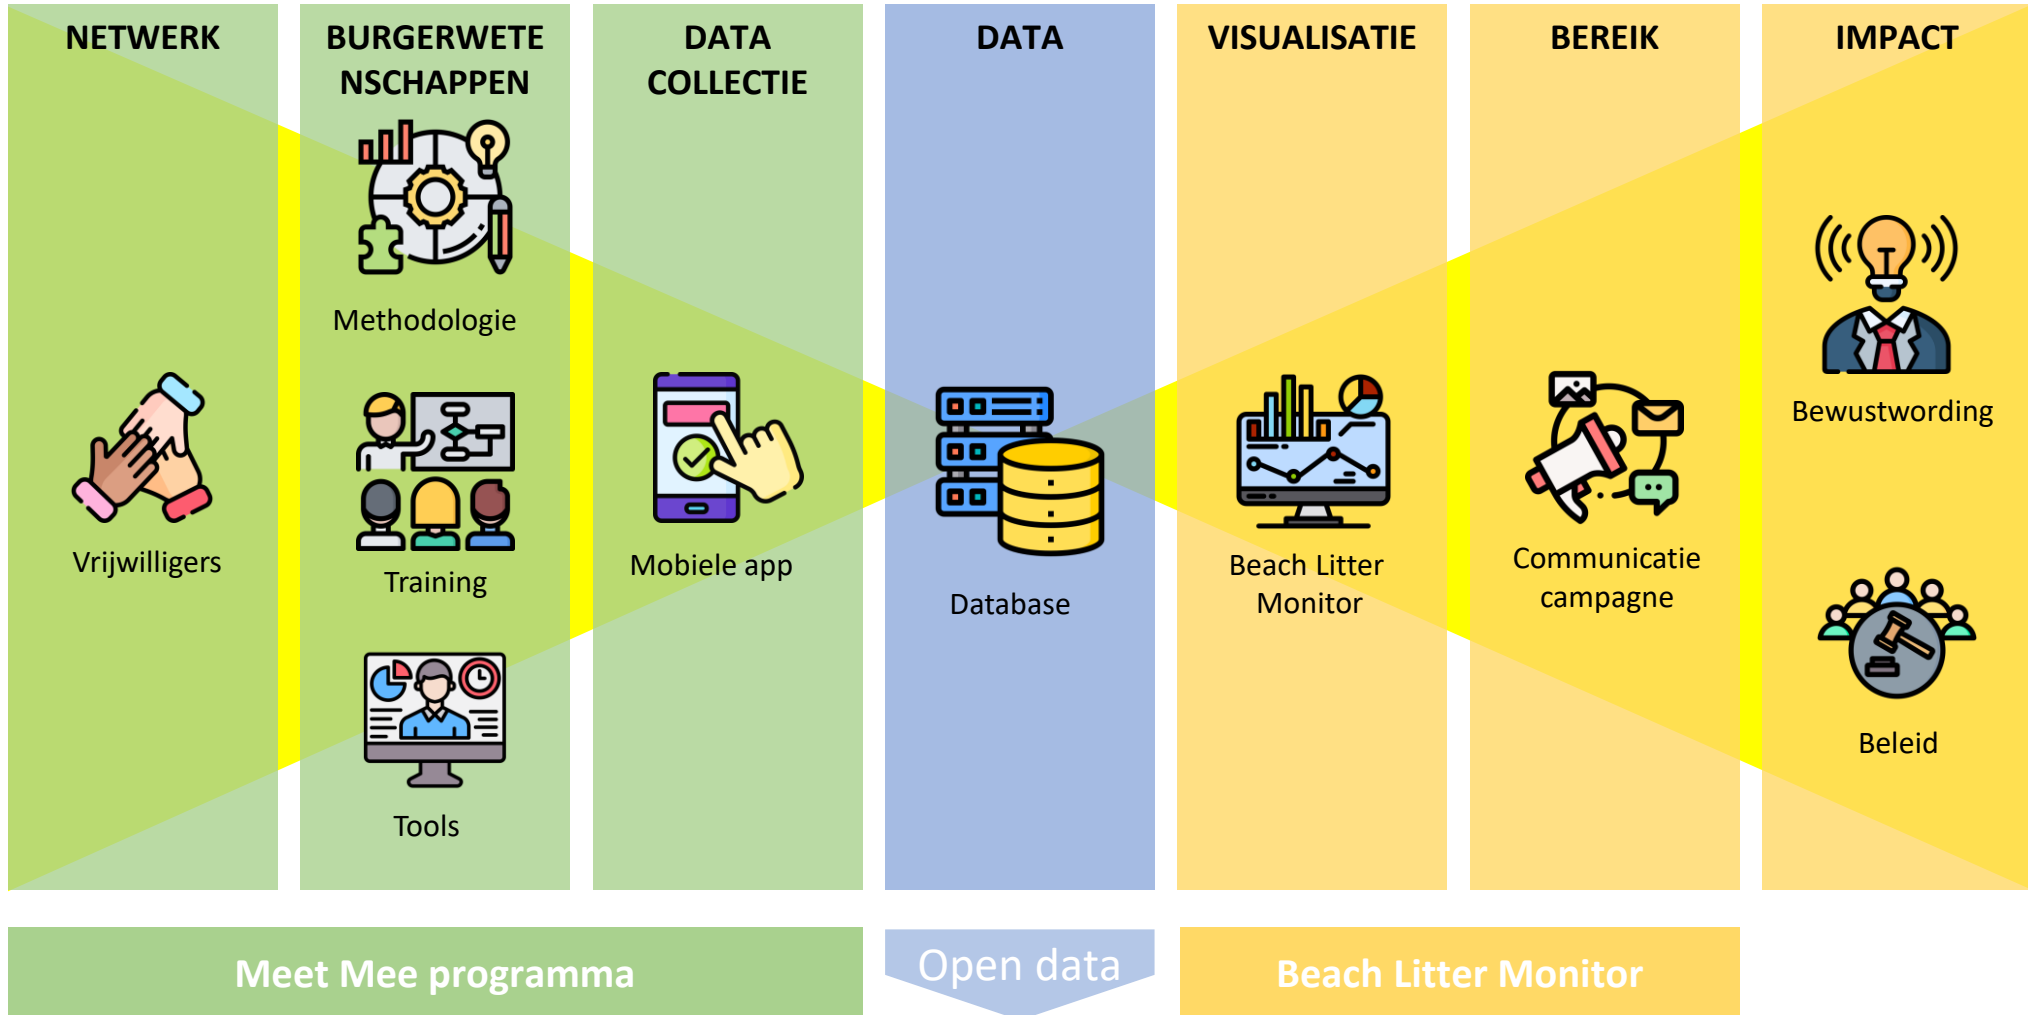 NETWERK
BURGERWETE
NSCHAPPEN
DATA
COLLECTIE
DATA
VISUALISATIE
BEREIK
IMPACT
Vrijwilligers
Methodologie
Training
Tools
Mobiele app
Database
Beach Litter
Monitor
Communicatie
campagne
Bewustwording
Beleid
Meet Mee programma
Open data
Beach Litter Monitor